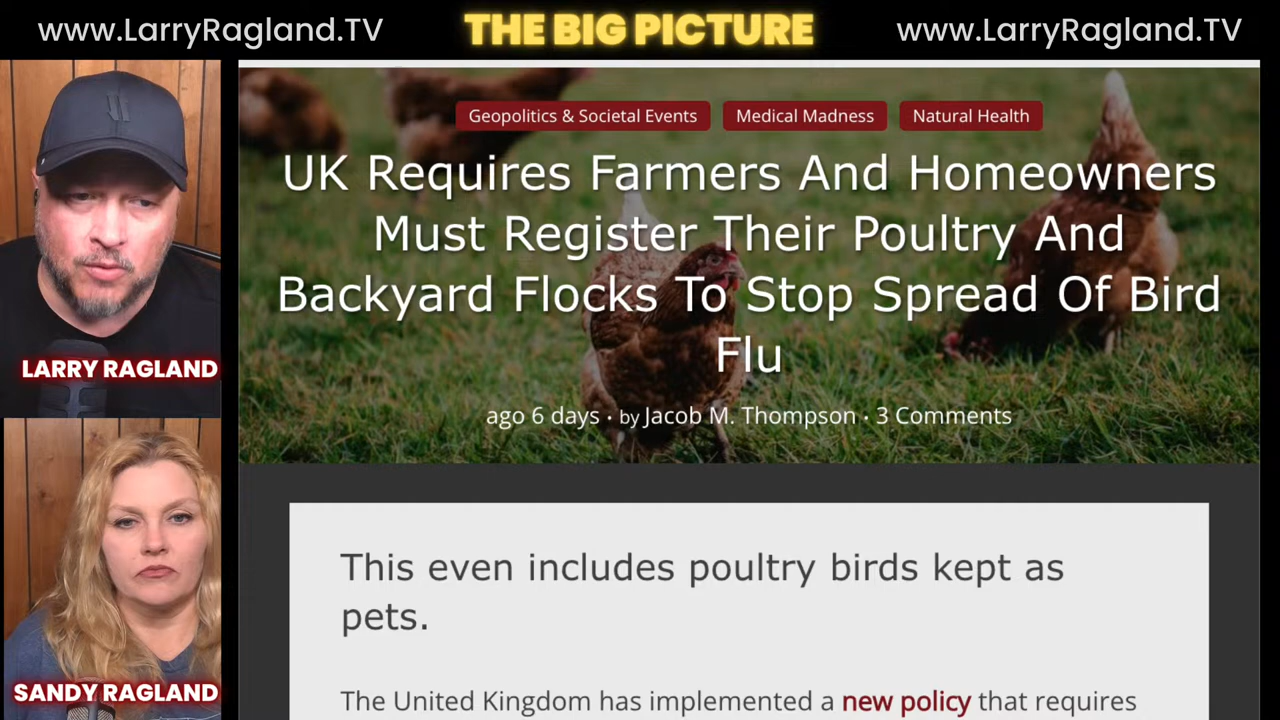 www.LarryRagland.TV
THE BIG PICTURE
www.LarryRagland.TV
Geopolitics & Societal Events
Medical Madness
Natural Health
UK Requires Farmers And Homeowners
Must Register Their Poultry And
Backyard Flocks To Stop Spread Of Bird
Flu
ago 6 days • by Jacob M. Thompson • 3 Comments
LARRY RAGLAND
This even includes poultry birds kept as
pets.
SANDY RAGLAND
The United Kingdom has implemented a new policy that requires